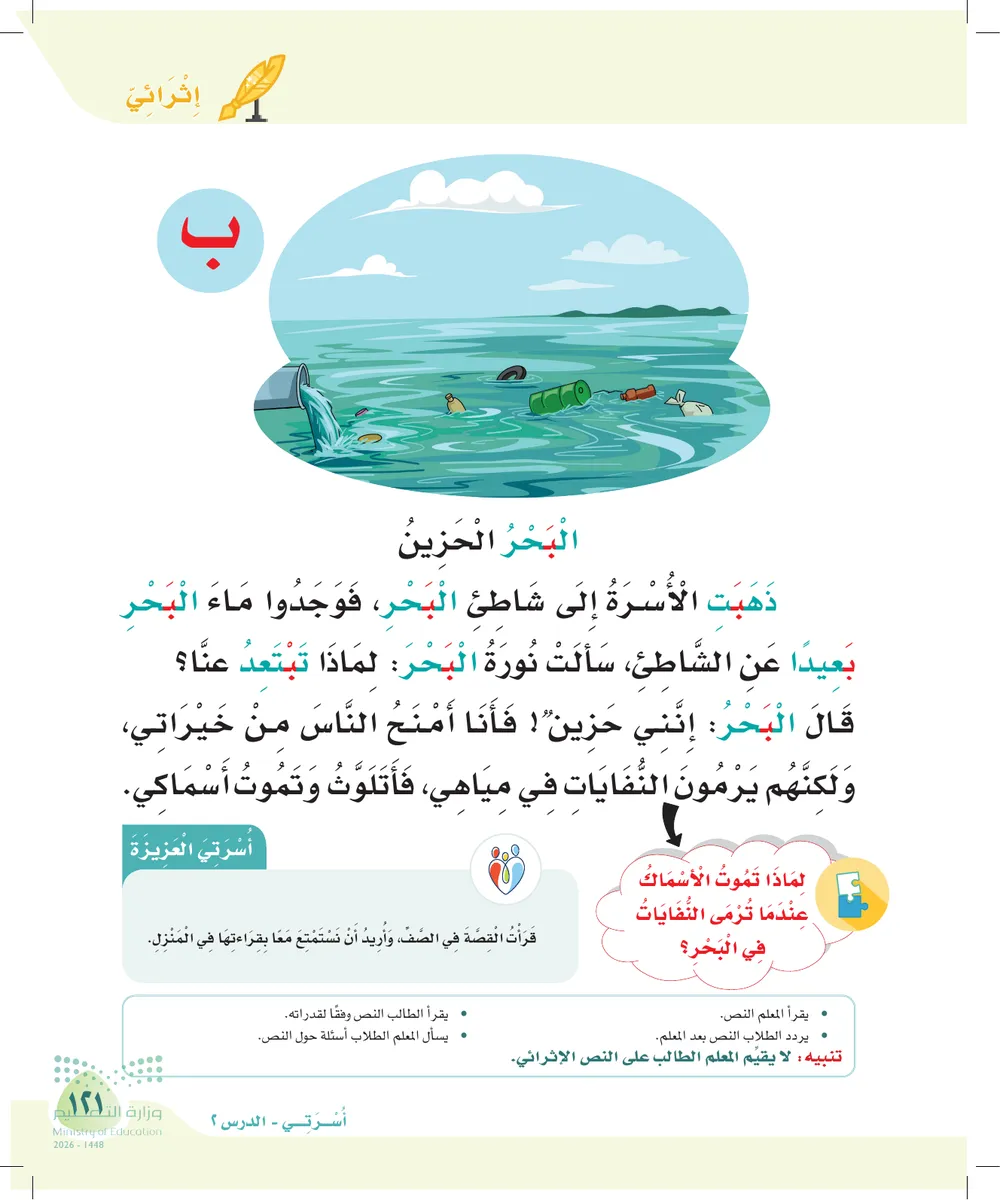 إِثْرَائِيّ
ب
الْبَحْرُ الْحَزِينُ
ذَهَبَتِ الْأُسْرَةُ إِلَى شَاطِئِ الْبَحْرِ، فَوَجَدُوا مَاءَ الْبَحْرِ
بَعِيدًا عَنِ الشَّاطِئِ، سَأَلَتْ نُورَةُ الْبَحْرَ: لِمَاذَا تَبْتَعِدُ عنَّا؟
قَالَ الْبَحْرُ: إِنَّنِي حَزِينٌ! فَأَنَا أَمْنَحُ النَّاسَ مِنْ خَيْرَاتِي،
وَلَكِنَّهُم يَرْمُونَ النُّفَايَاتِ فِي مِيَاهِي، فَأَتَلَوَّثُ وَتَمُوتُ أَسْمَاكِي.
لِمَاذَا تَمُوتُ الْأَسْمَاكُ
عِنْدَمَا تُرْمَى النُّفَايَاتُ
فِي الْبَحْرِ؟
أُسْرَتِيَ الْعَزِيزَةَ
قَرَأْتُ الْقِصَّةَ فِي الصَّفِّ، وَأُرِيدُ أَنْ نَسْتَمْتِعَ مَعًا بِقِرَاءَتِهَا فِي الْمَنْزِلِ.
• يقرأ المعلم النص.
• يردد الطلاب النص بعد المعلم.
• يقرأ الطالب النص وفقًا لقدراته.
• يسأل المعلم الطلاب أسئلة حول النص.
تنبيه: لا يقيِّم المعلم الطالب على النص الإثرائي.
أُسْرَتِي - الدرس ٢
١٢١
وزارة التعليم
Ministry of Education
2026 - 1448